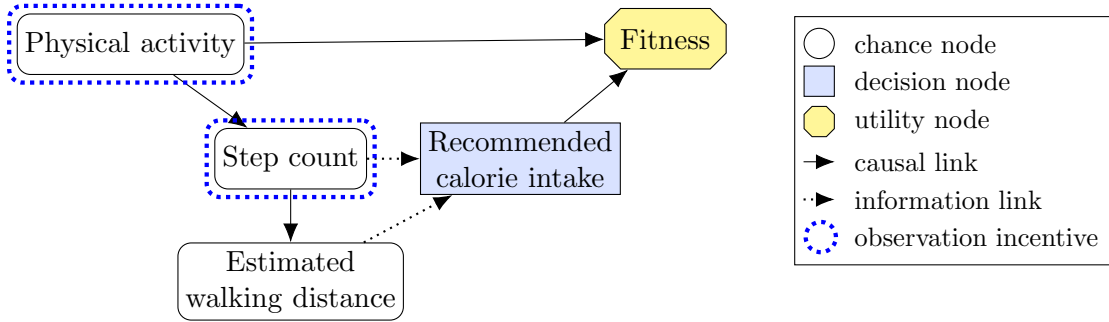 Physical activity
Fitness
Step count
Recommended
calorie intake
Estimated
walking distance
chance node
decision node
utility node
causal link
information link
observation incentive